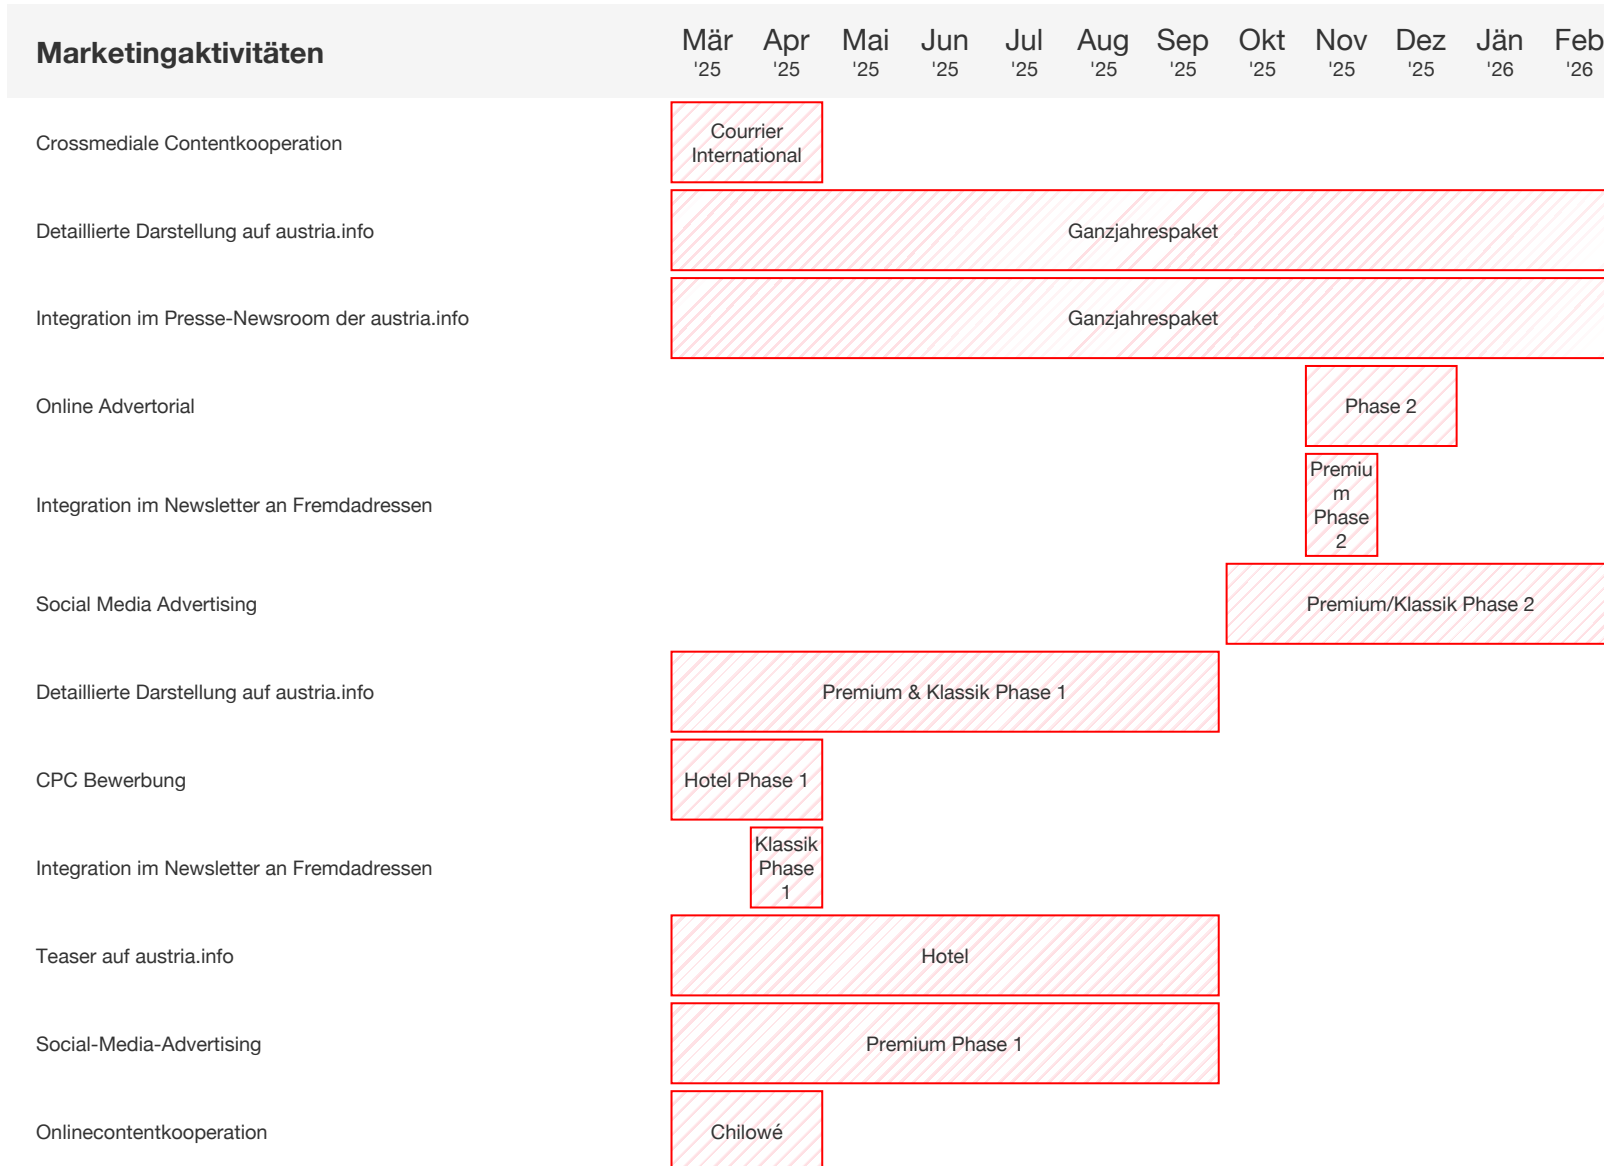 Marketingaktivitäten
Mär Apr Mai Jun Jul Aug Sep Okt Nov Dez Jän Feb
'25 '25 '25 '25 '25 '25 '25 '25 '25 '25 '26 '26
Crossmediale Contentkooperation
Courrier
International
Detaillierte Darstellung auf austria.info
Ganzjahrespaket
Integration im Presse-Newsroom der austria.info
Ganzjahrespaket
Online Advertorial
Phase 2
Integration im Newsletter an Fremdadressen
Premiu
m
Phase
2
Social Media Advertising
Premium/Klassik Phase 2
Detaillierte Darstellung auf austria.info
Premium & Klassik Phase 1
CPC Bewerbung
Hotel Phase 1
Integration im Newsletter an Fremdadressen
Klassik
Phase
1
Teaser auf austria.info
Hotel
Social-Media-Advertising
Premium Phase 1
Onlinecontentkooperation
Chilowé